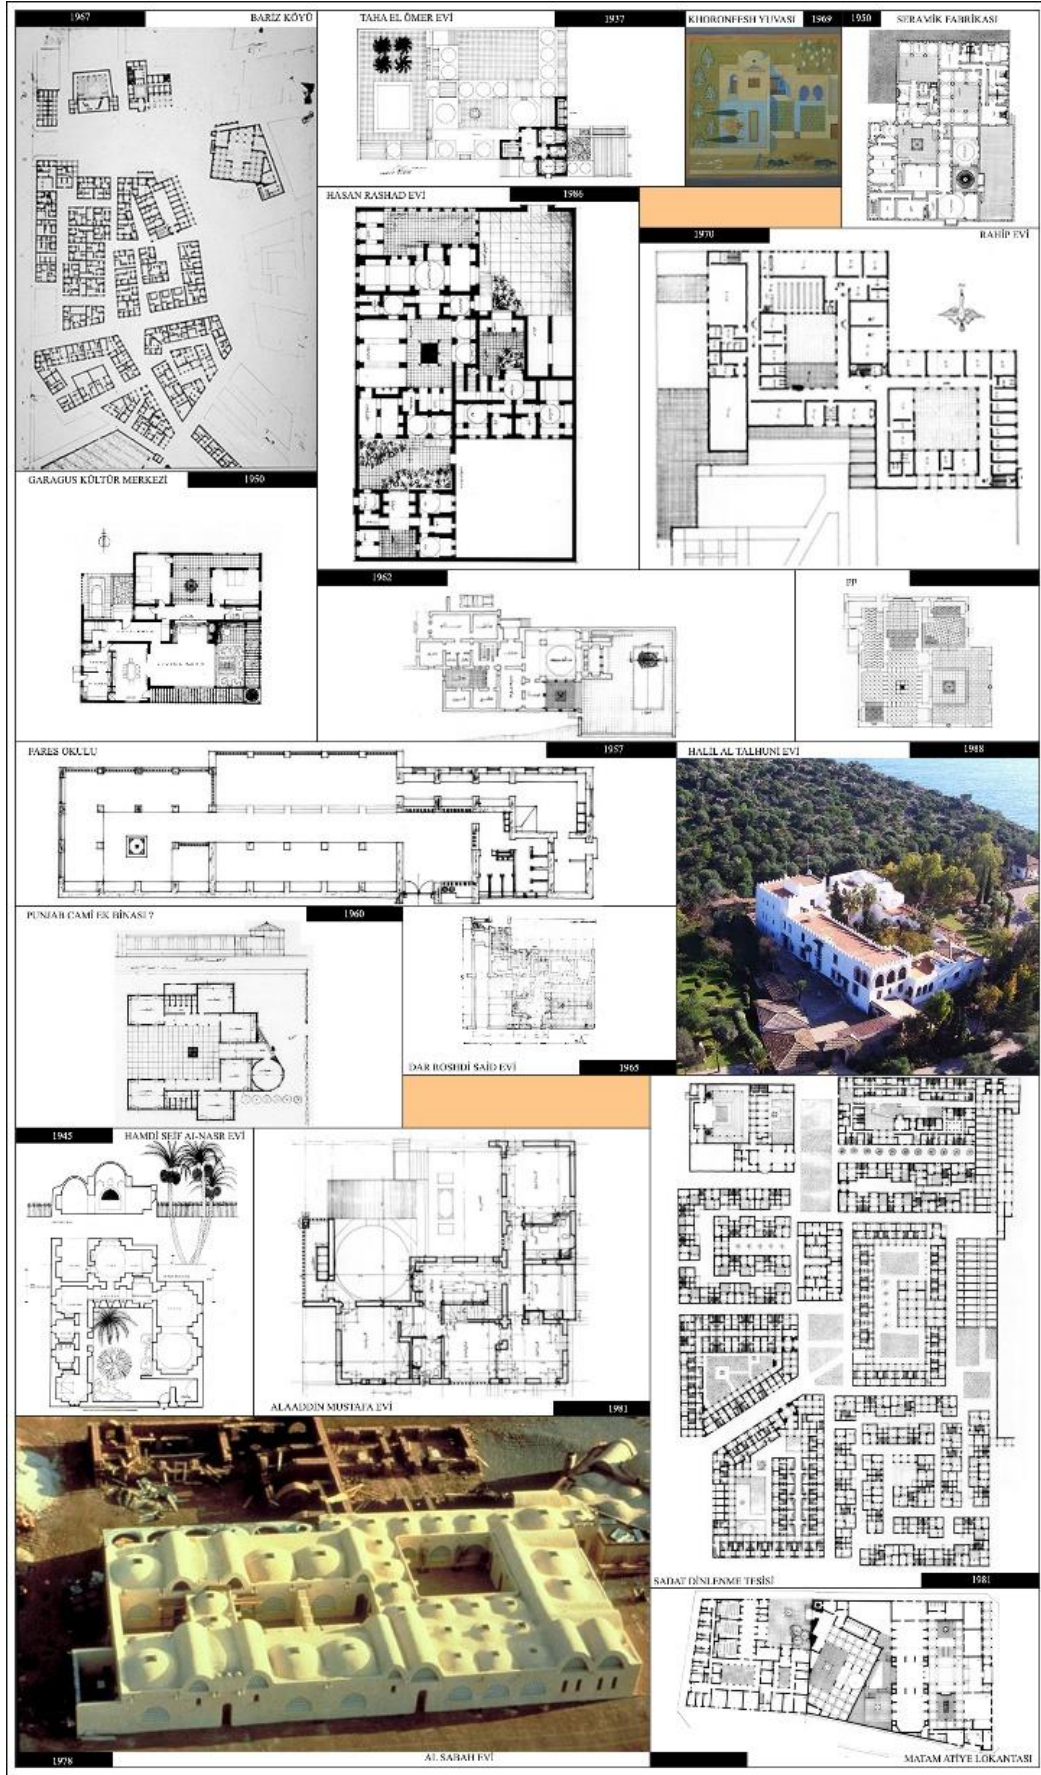 1967 BARİZ KÖYÜ
TAHA EL ÖMER EVİ 1937
KHORONFESH YUVASI 1969
1950 SERAMİK FABRİKASI
HASAN RASHAD EVİ 1986
1970 RAHİP EVİ
GARAGUS KÜLTÜR MERKEZİ 1950
1962
PP
FARES OKULU 1957
HALİL AL TALHUNİ EVİ 1988
PUNJAB CAMİ EK BİNASI ? 1960
DAR ROSHDİ SAİD EVİ 1965
1945 HAMDİ SEİF Al-NASR EVİ
ALAADDİN MUSTAFA EVİ 1981
SADAT DİNLENME TESİSİ 1981
1978 AL SABAH EVİ
MATAM ATİYE LOKANTASI